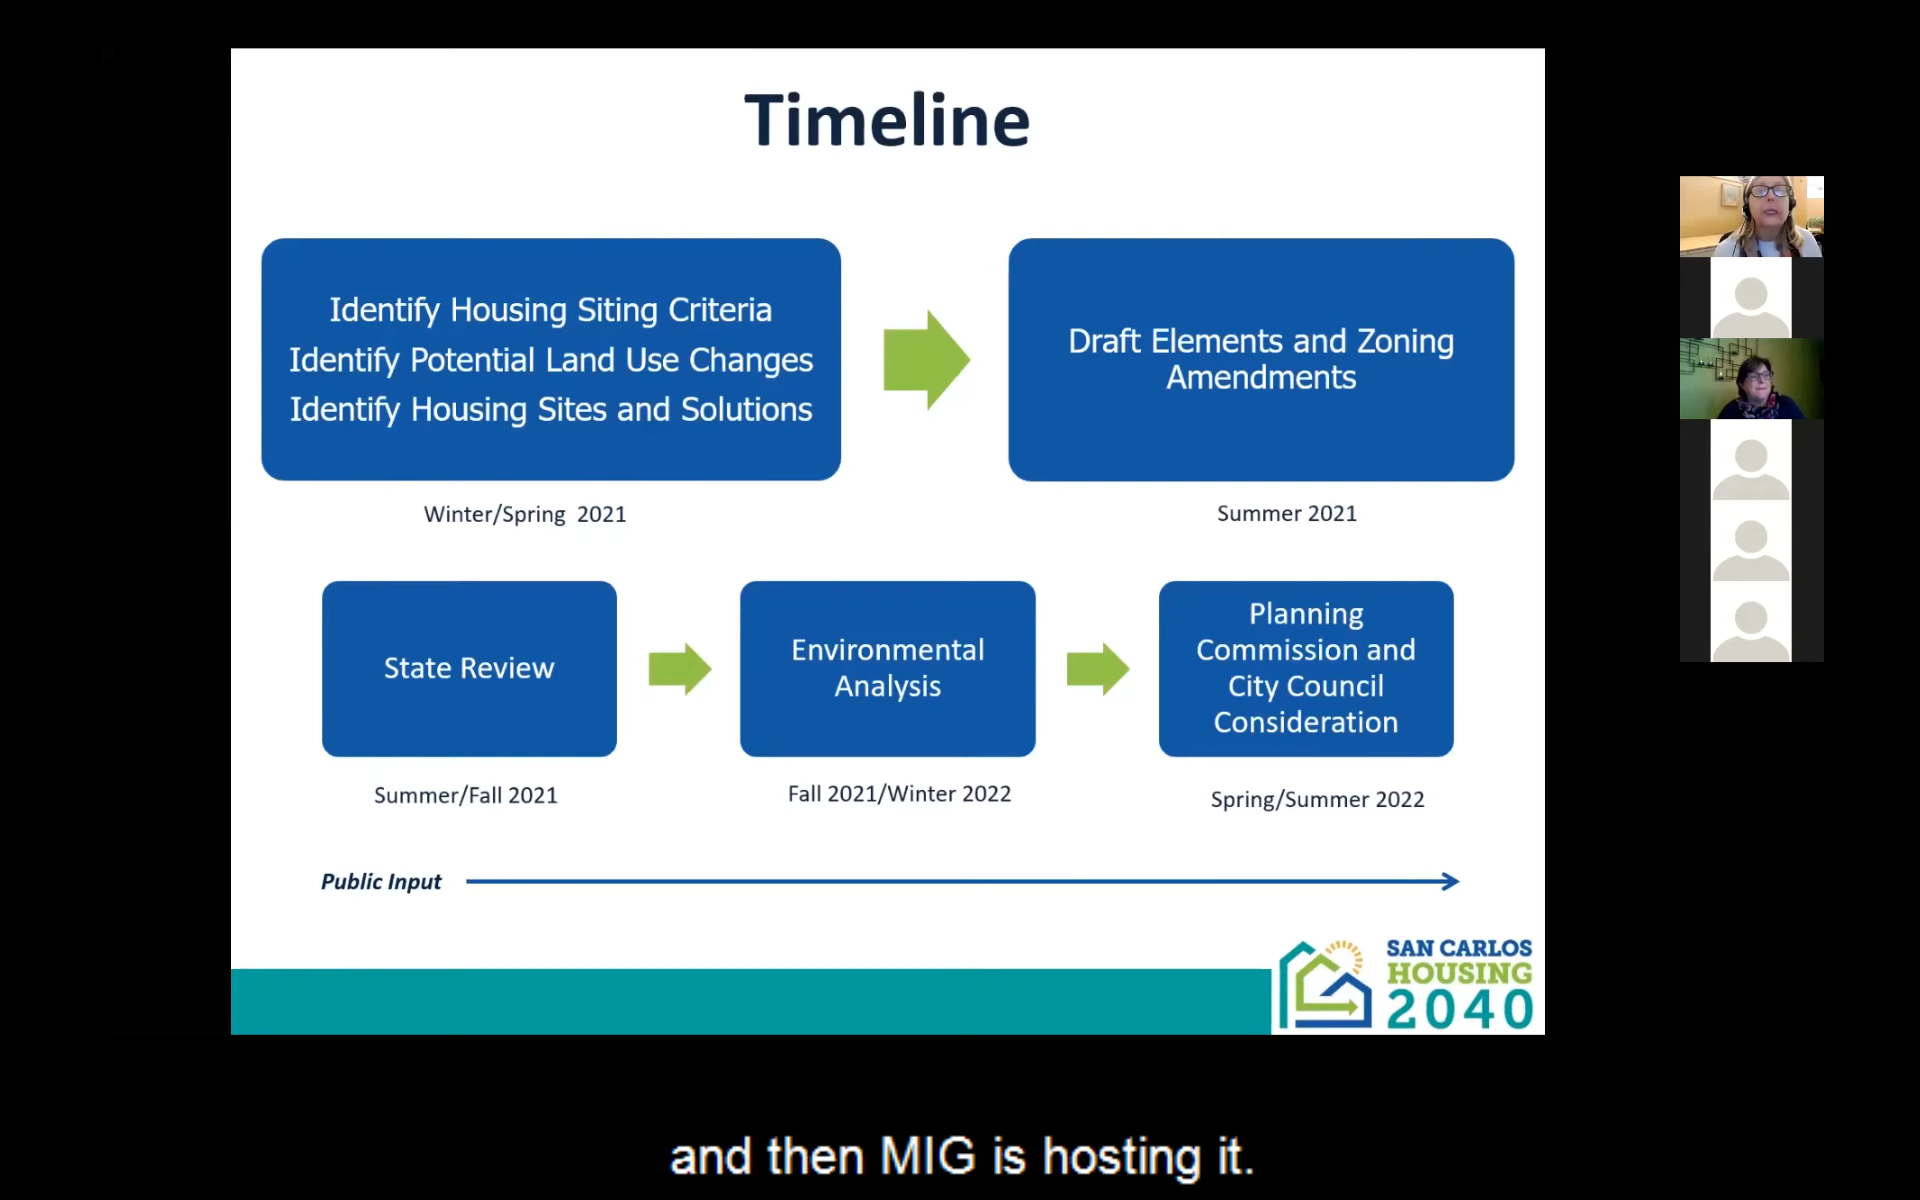 Timeline
Identify Housing Siting Criteria
Identify Potential Land Use Changes
Identify Housing Sites and Solutions
Winter/Spring 2021
Draft Elements and Zoning
Amendments
Summer 2021
State Review
Summer/Fall 2021
Environmental
Analysis
Fall 2021/Winter 2022
Planning
Commission and
City Council
Consideration
Spring/Summer 2022
Public Input
SAN CARLOS
HOUSING
2040
and then MIG is hosting it.